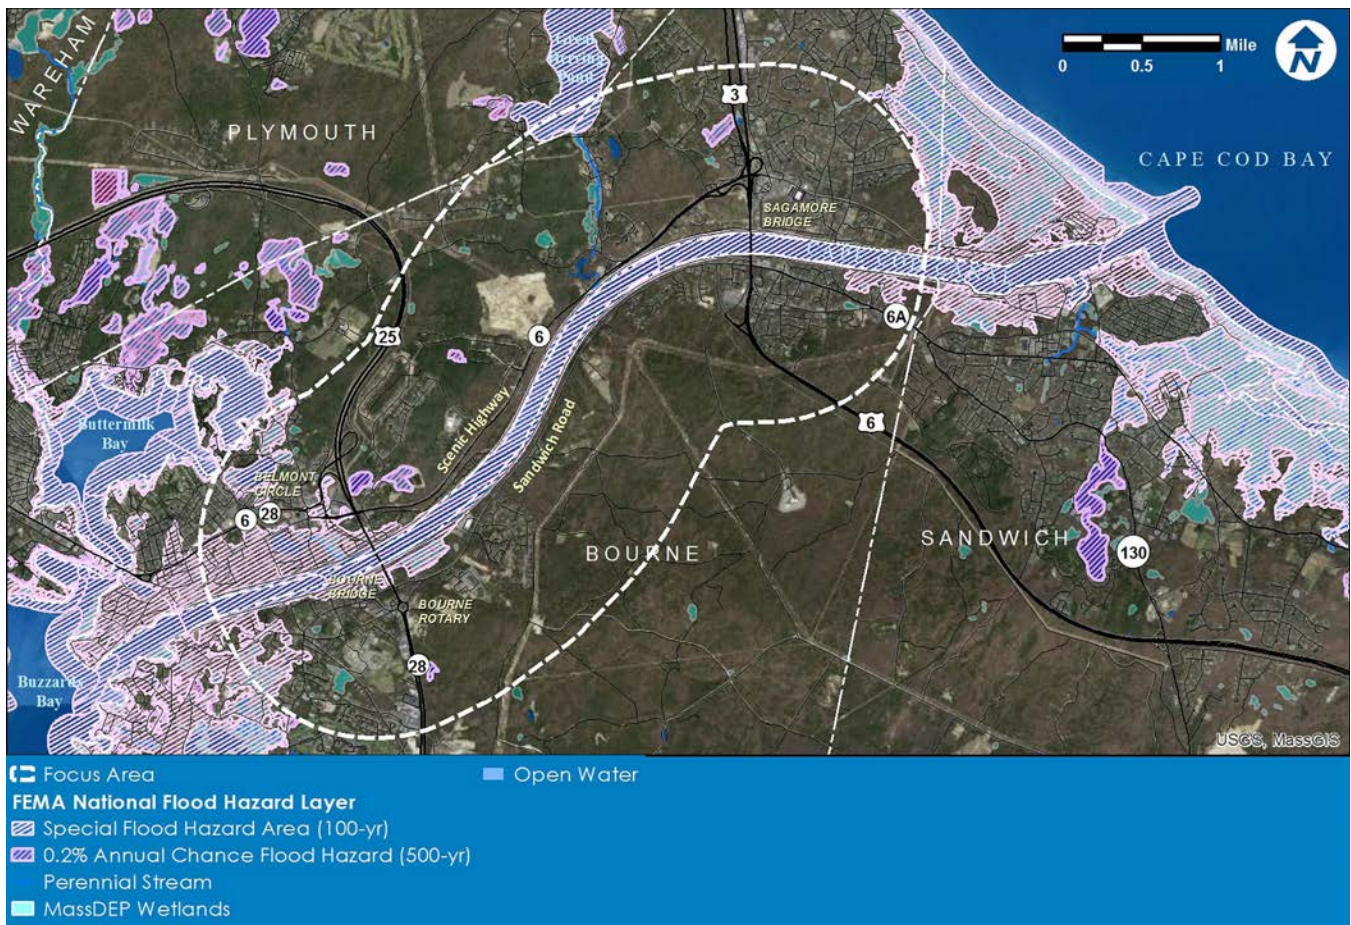 WAREHAM
PLYMOUTH
3
Mile
0 0.5 1
N
CAPE COD BAY
SAGAMORE
BRIDGE
25
6
6A
Buttermilk
Bay
Scenic Highway
Sandwich Road
6
BELMONT
CIRCLE
6 28
BOURNE
SANDWICH
130
BOURNE
BRIDGE
BOURNE
ROTARY
28
Buzzards
Bay
USGS, MassGIS
Focus Area
Open Water
FEMA National Flood Hazard Layer
Special Flood Hazard Area (100-yr)
0.2% Annual Chance Flood Hazard (500-yr)
Perennial Stream
MassDEP Wetlands